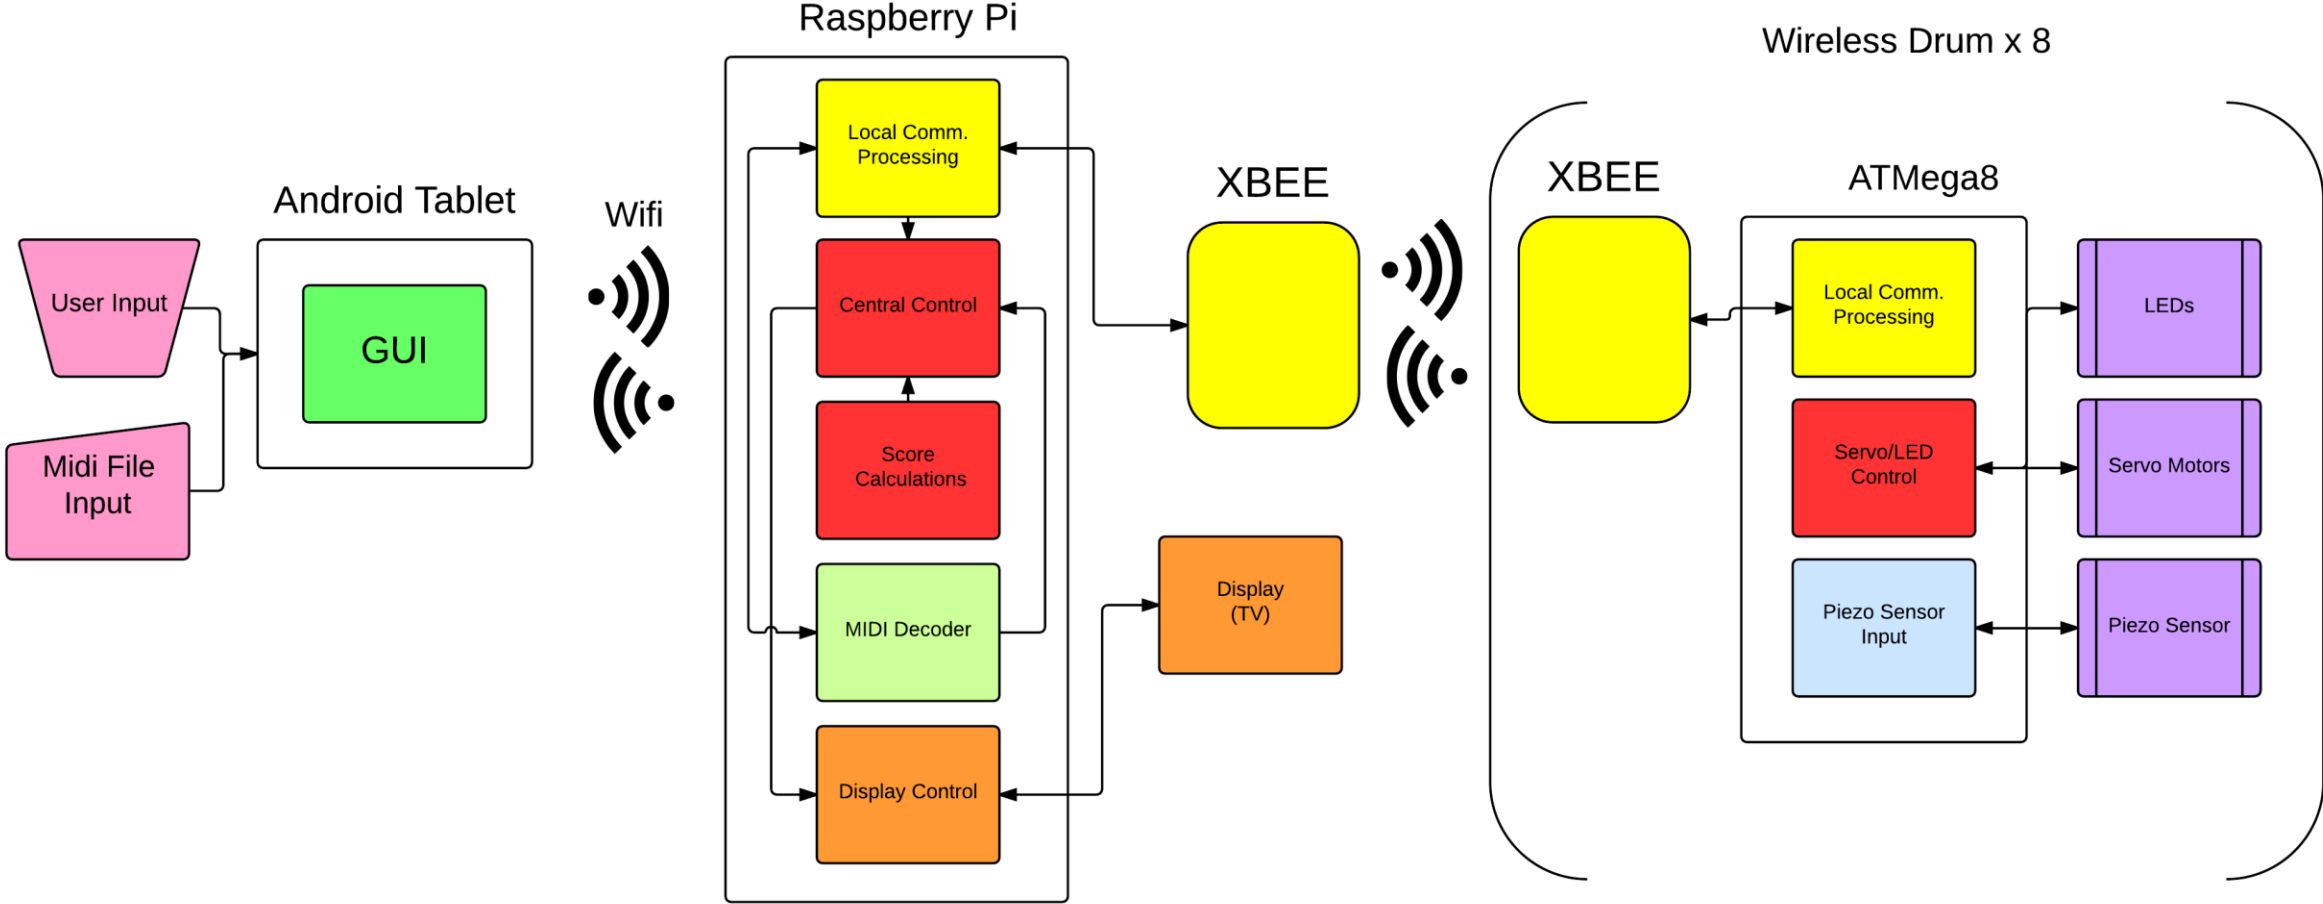 Raspberry Pi
Wireless Drum x 8
Android Tablet
Wifi
XBEE
XBEE
ATMega8
User Input
Midi File
Input
GUI
Local Comm.
Processing
Central Control
Score
Calculations
MIDI Decoder
Display Control
Display
(TV)
Local Comm.
Processing
Servo/LED
Control
Piezo Sensor
Input
LEDs
Servo Motors
Piezo Sensor